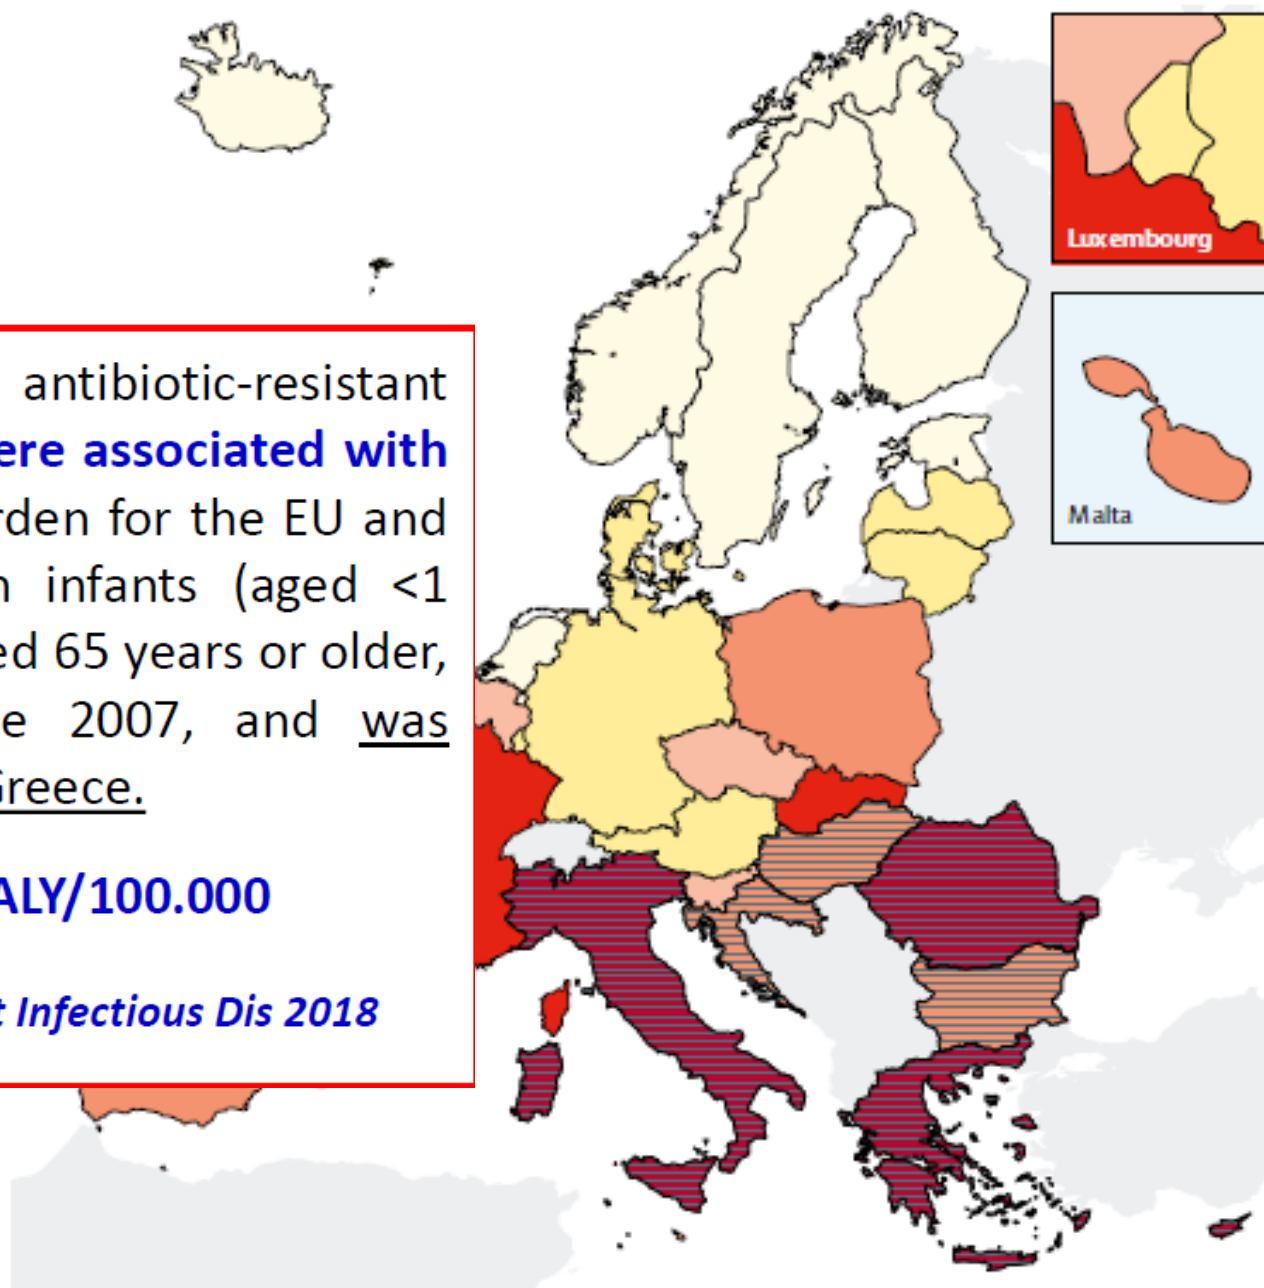 antibiotic-resistant
ere associated with
rden for the EU and
n infants (aged <1
ed 65 years or older,
e 2007, and was
Greece.
ALY/100.000
t Infectious Dis 2018
Luxembourg
Malta